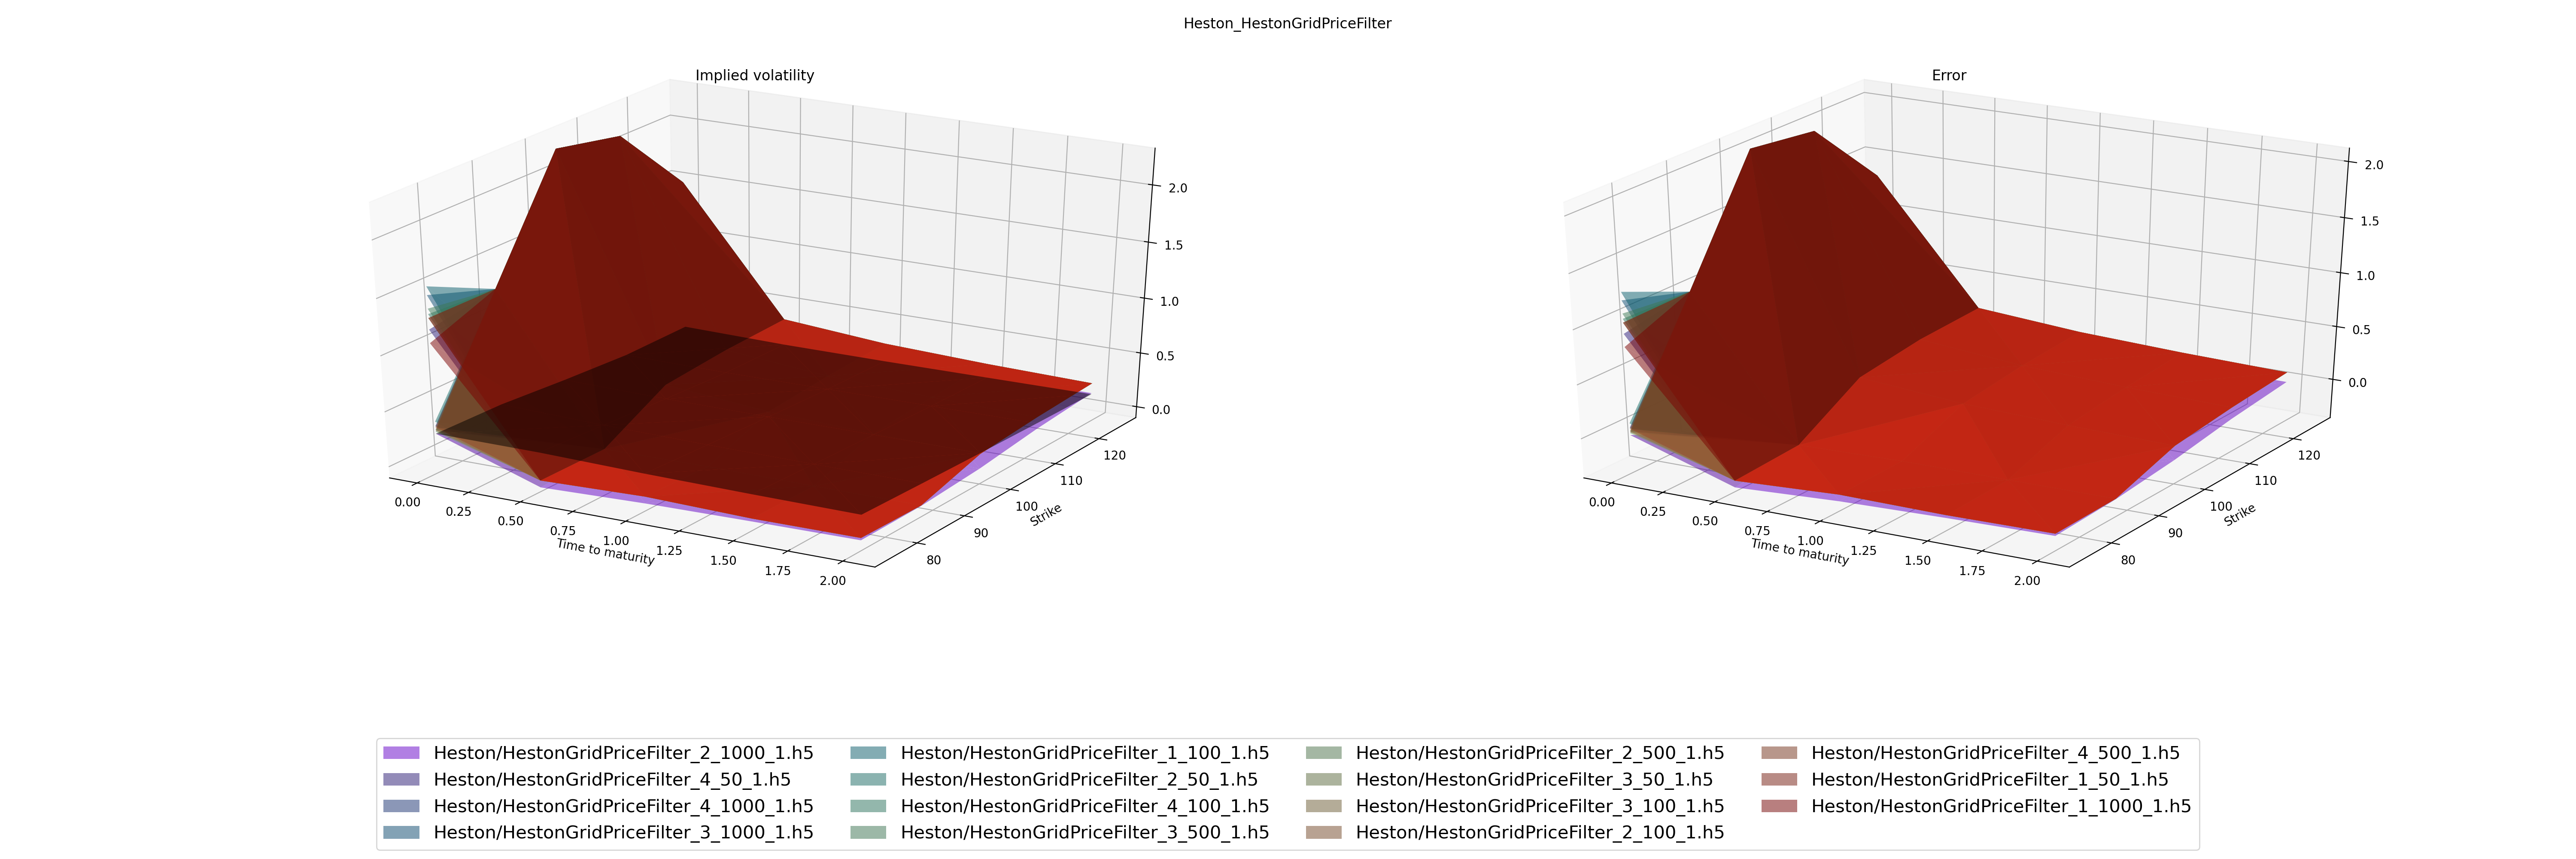 Heston_HestonGridPriceFilter
Implied volatility
2.0
1.5
1.0
0.5
0.0
120
110
100
90
80
Strike
0.00
0.25
0.50
0.75
1.00
1.25
1.50
1.75
2.00
Time to maturity
Error
2.0
1.5
1.0
0.5
0.0
120
110
100
90
80
Strike
0.00
0.25
0.50
0.75
1.00
1.25
1.50
1.75
2.00
Time to maturity
Heston/HestonGridPriceFilter_2_1000_1.h5
Heston/HestonGridPriceFilter_4_50_1.h5
Heston/HestonGridPriceFilter_4_1000_1.h5
Heston/HestonGridPriceFilter_3_1000_1.h5
Heston/HestonGridPriceFilter_1_100_1.h5
Heston/HestonGridPriceFilter_2_50_1.h5
Heston/HestonGridPriceFilter_4_100_1.h5
Heston/HestonGridPriceFilter_3_500_1.h5
Heston/HestonGridPriceFilter_2_500_1.h5
Heston/HestonGridPriceFilter_3_50_1.h5
Heston/HestonGridPriceFilter_3_100_1.h5
Heston/HestonGridPriceFilter_2_100_1.h5
Heston/HestonGridPriceFilter_4_500_1.h5
Heston/HestonGridPriceFilter_1_50_1.h5
Heston/HestonGridPriceFilter_1_1000_1.h5